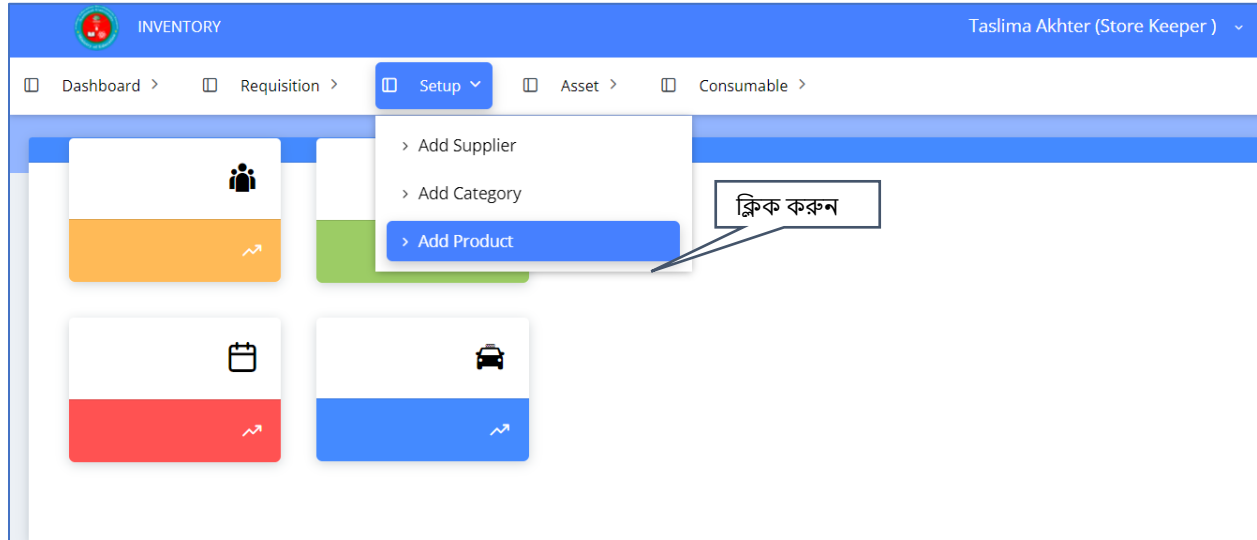 INVENTORY
Taslima Akhter (Store Keeper )
Dashboard
Requisition
Setup
Asset
Consumable
Add Supplier
Add Category
Add Product
ক্লিক করুন